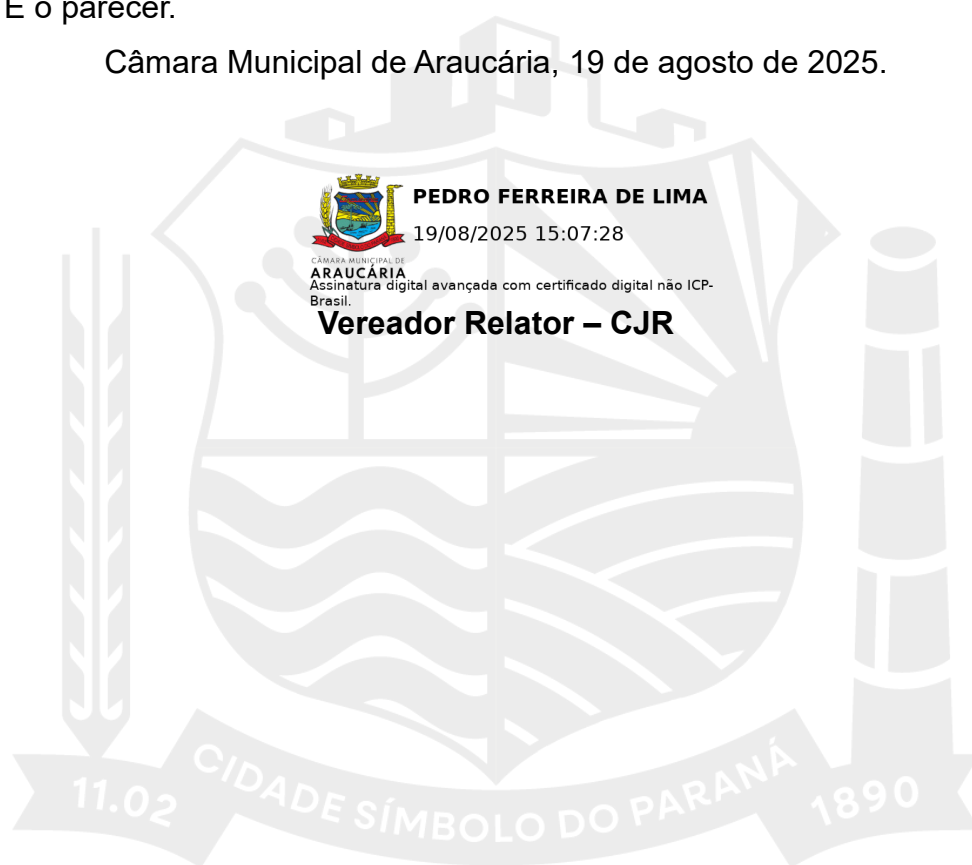 É o parecer.
Câmara Municipal de Araucária, 19 de agosto de 2025.
PEDRO FERREIRA DE LIMA
19/08/2025 15:07:28
CÂMARA MUNICIPAL DE
ARAUCÁRIA
Assinatura digital avançada com certificado digital não ICP-
Brasil.
Vereador Relator – CJR
CIDADE SÍMBOLO DO PARANÁ
11.02
1890